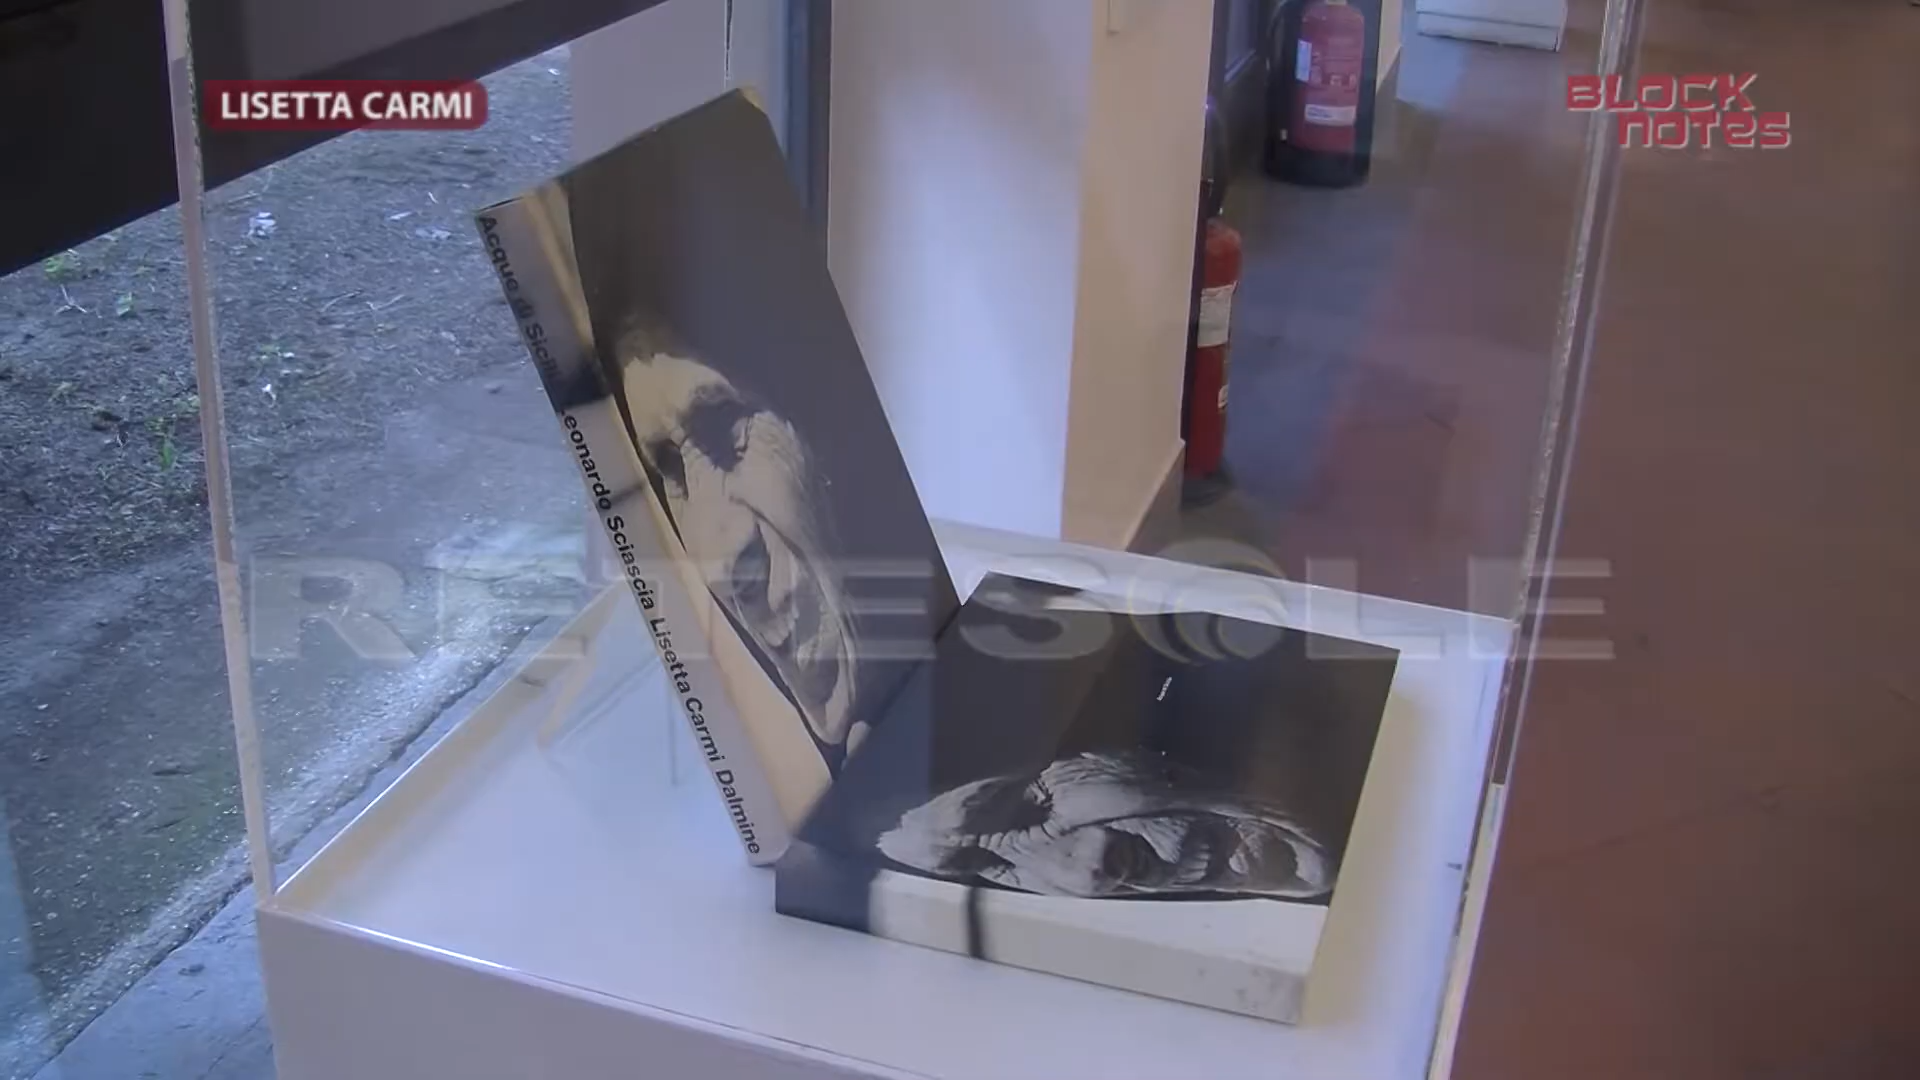 LISETTA CARMI
BLOCK
NOTES
Acque di Sicilia Leonardo Sciascia Lisetta Carmi Dalmine
RETESOLE